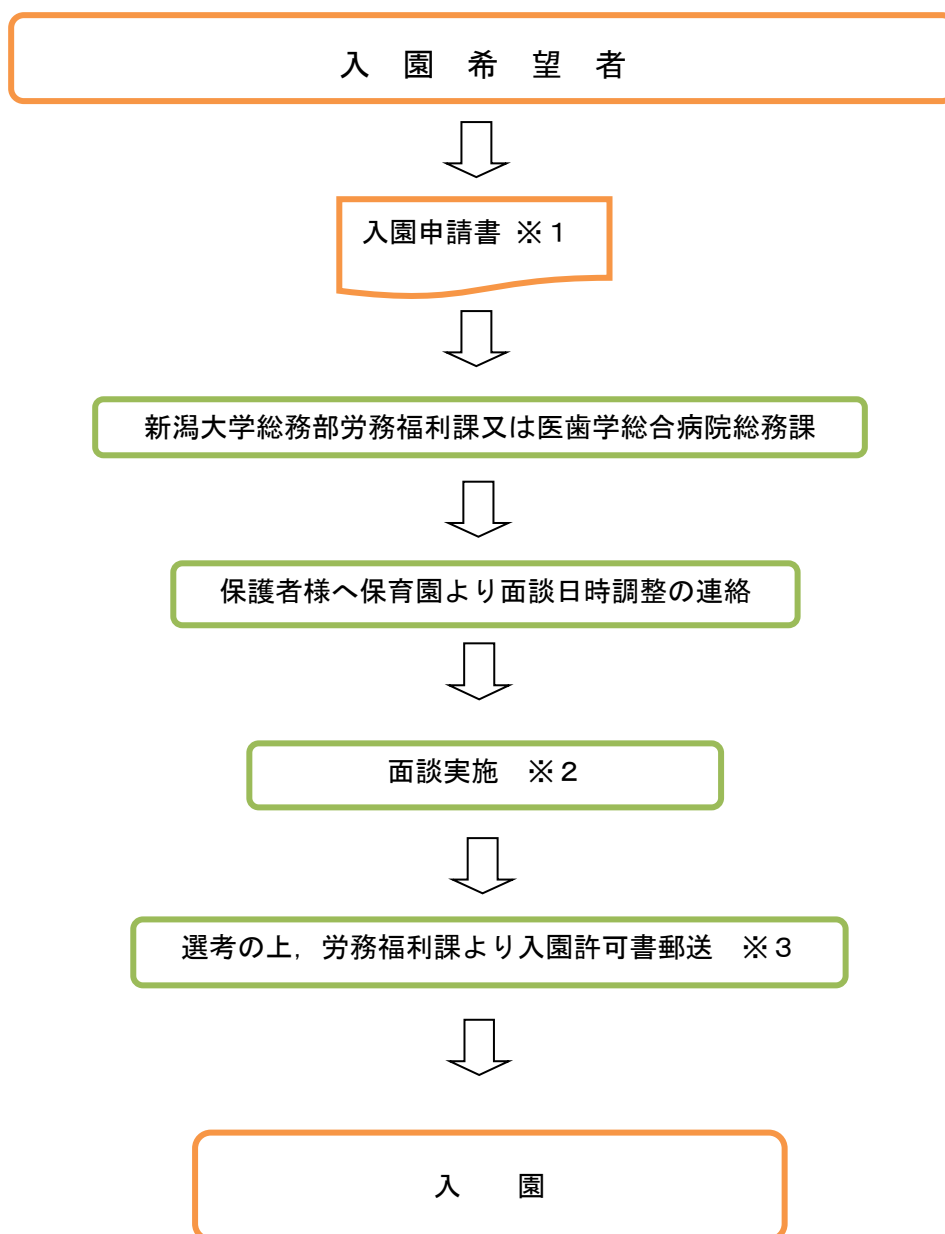 入 園 希 望 者
入園申請書 ※１
新潟大学総務部労務福利課又は医歯学総合病院総務課
保護者様へ保育園より面談日時調整の連絡
面談実施　※２
選考の上，労務福利課より入園許可書郵送　※３
入　園